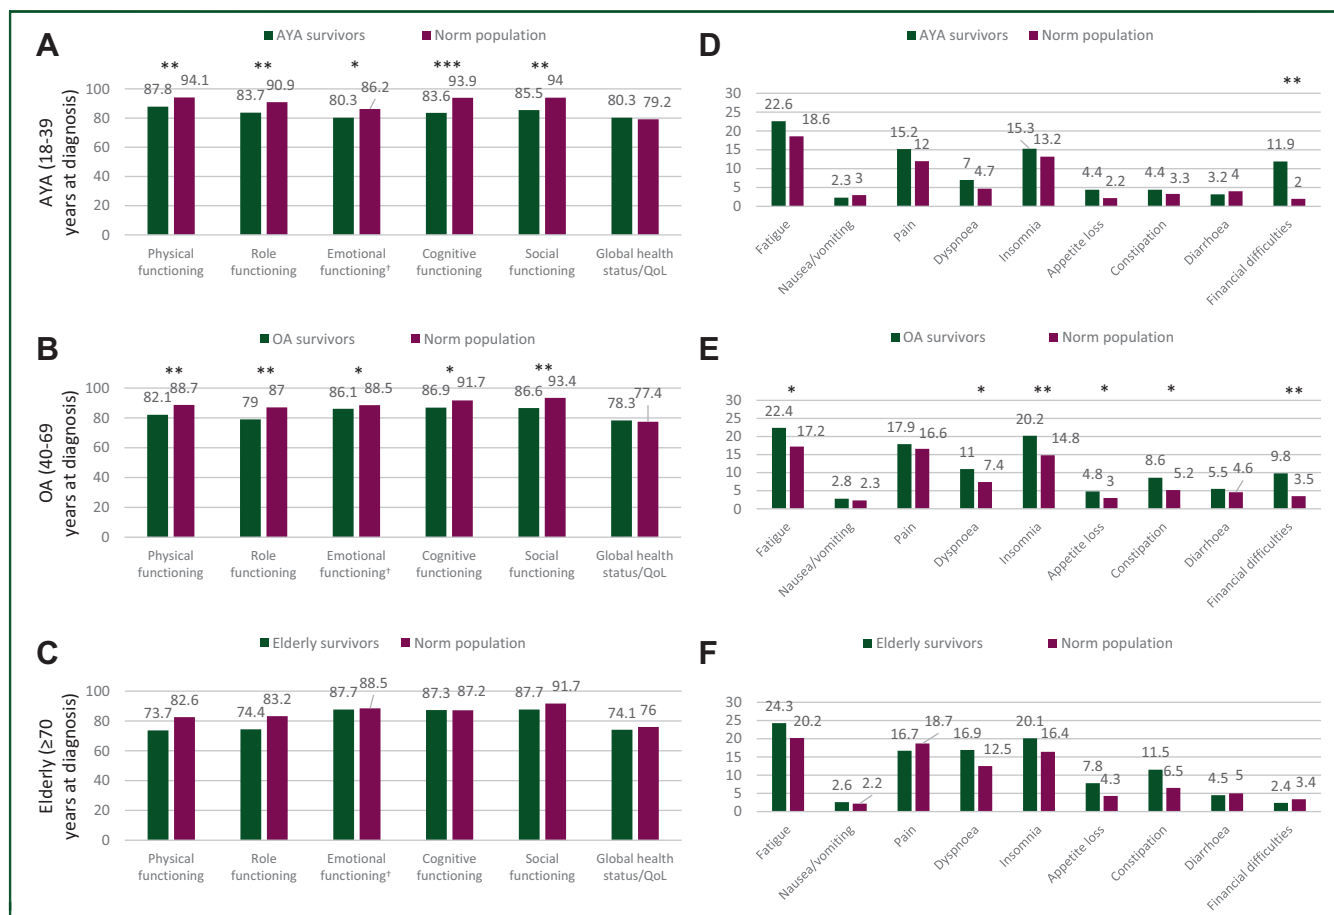 A
AYA survivors Norm population
** ** * *** **
87.8 94.1 83.7 90.9 80.3 86.2 83.6 93.9 85.5 94 80.3 79.2
100
80
60
40
20
0
AYA (18-39
years at diagnosis)
Physical functioning
Role functioning
Emotional functioning†
Cognitive functioning
Social functioning
Global health status/QoL
D
AYA survivors Norm population
**
30
25
20
15
10
5
0
22.6 18.6 2.3 3 15.2 12 7 4.7 15.3 13.2 4.4 2.2 4.4 3.3 3.2 4 11.9 2
Fatigue
Nausea/vomiting
Pain
Dyspnoea
Insomnia
Appetite loss
Constipation
Diarrhoea
Financial difficulties
B
OA survivors Norm population
** ** * * **
82.1 88.7 79 87 86.1 88.5 86.9 91.7 86.6 93.4 78.3 77.4
100
80
60
40
20
0
OA (40-69
years at diagnosis)
Physical functioning
Role functioning
Emotional functioning†
Cognitive functioning
Social functioning
Global health status/QoL
E
OA survivors Norm population
* * ** * * **
30
25
20
15
10
5
0
22.4 17.2 2.8 2.3 17.9 16.6 11 7.4 20.2 14.8 4.8 3 8.6 5.2 5.5 4.6 9.8 3.5
Fatigue
Nausea/vomiting
Pain
Dyspnoea
Insomnia
Appetite loss
Constipation
Diarrhoea
Financial difficulties
C
Elderly survivors Norm population
73.7 82.6 74.4 83.2 87.7 88.5 87.3 87.2 87.7 91.7 74.1 76
100
80
60
40
20
0
Elderly (≥70
years at diagnosis)
Physical functioning
Role functioning
Emotional functioning†
Cognitive functioning
Social functioning
Global health status/QoL
F
Elderly survivors Norm population
30
25
20
15
10
5
0
24.3 20.2 2.6 2.2 16.7 18.7 16.9 12.5 20.1 16.4 7.8 4.3 11.5 6.5 4.5 5 2.4 3.4
Fatigue
Nausea/vomiting
Pain
Dyspnoea
Insomnia
Appetite loss
Constipation
Diarrhoea
Financial difficulties